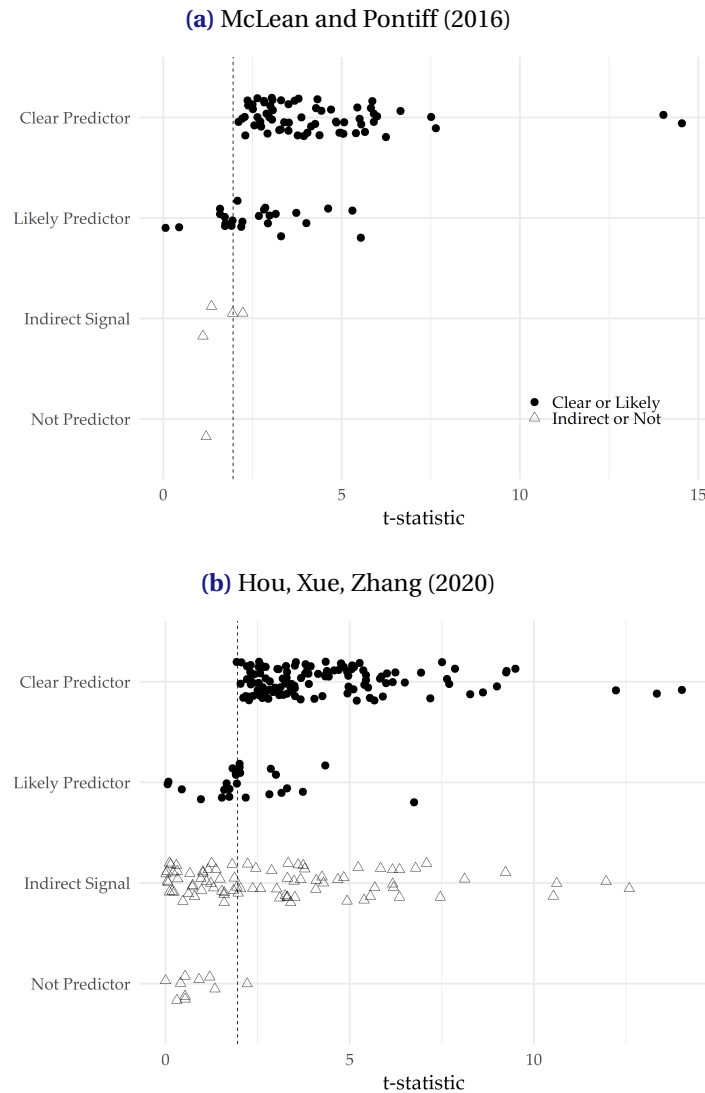 (a) McLean and Pontiff (2016)
Clear Predictor
Likely Predictor
Indirect Signal
Not Predictor
Clear or Likely
Indirect or Not
0 5 10 15
t-statistic
(b) Hou, Xue, Zhang (2020)
Clear Predictor
Likely Predictor
Indirect Signal
Not Predictor
0 5 10
t-statistic